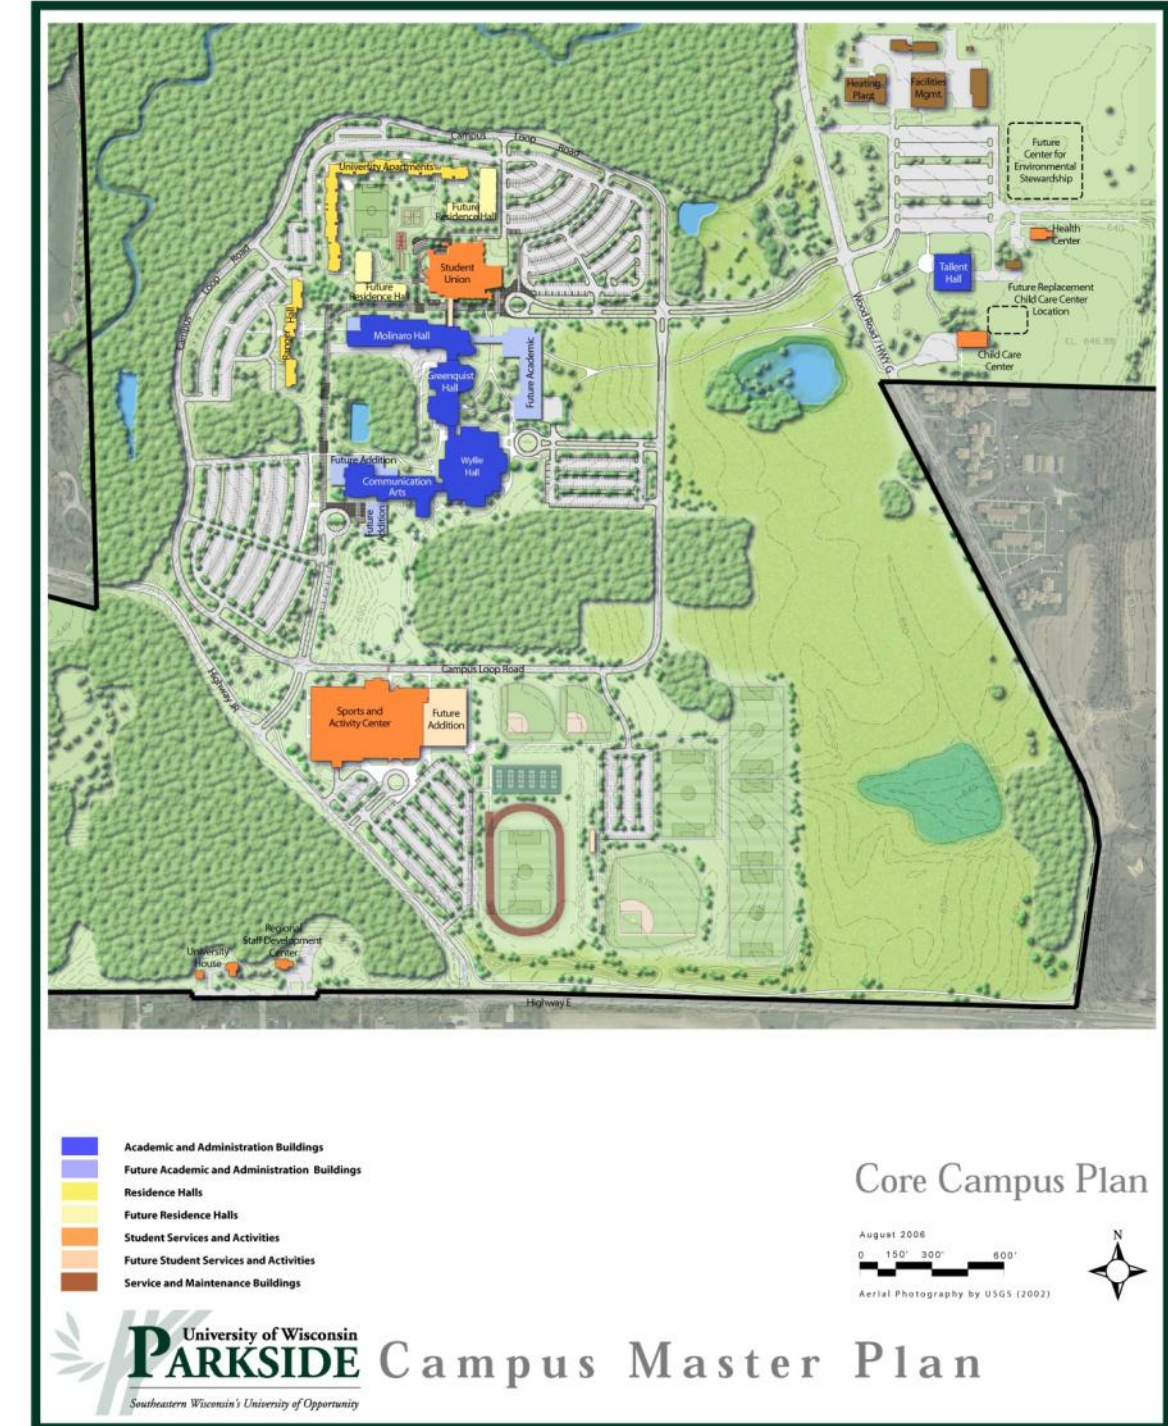 Campus Loop Road
Heating
Plant
Facilities
Mgmt.
Future
Center for
Environmental
Stewardship
University Apartments
Future
Residence Hall
Health
Center
Student
Union
Tallent
Hall
Campus Loop Road
Future
Residence Hall
Future Replacement
Child Care Center
Location
Wood Road / HWY G
Ranger Hall
Molinaro Hall
Future Academic
Child Care
Center
EL. 646.88
Greenquist
Hall
Future Addition
Wyllie
Hall
Communication
Arts
Future
Addition
Campus Loop Road
Highway JR
Sports and
Activity Center
Future
Addition
Regional
Staff Development
Center
University
House
Highway E
Academic and Administration Buildings
Future Academic and Administration Buildings
Residence Halls
Future Residence Halls
Student Services and Activities
Future Student Services and Activities
Service and Maintenance Buildings
Core Campus Plan
August 2006
0 150' 300' 600'
N
Aerial Photography by USGS (2002)
University of Wisconsin
PARKSIDE
Southeastern Wisconsin's University of Opportunity
Campus Master Plan